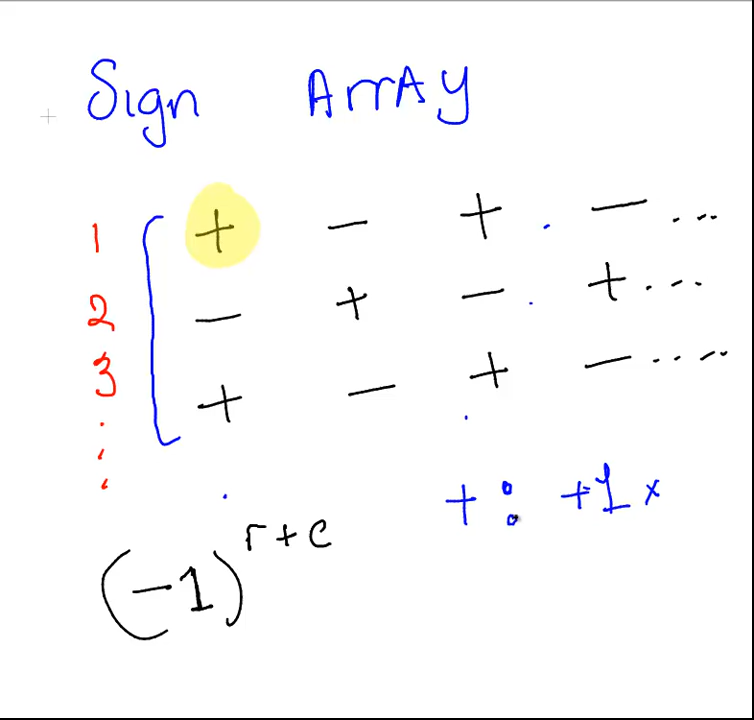 Sign ArrAy
1 [ + - + - ...
2 - + - + ...
3 + - + - ....
⋮
+ : +1 x
(-1)^{r+c}